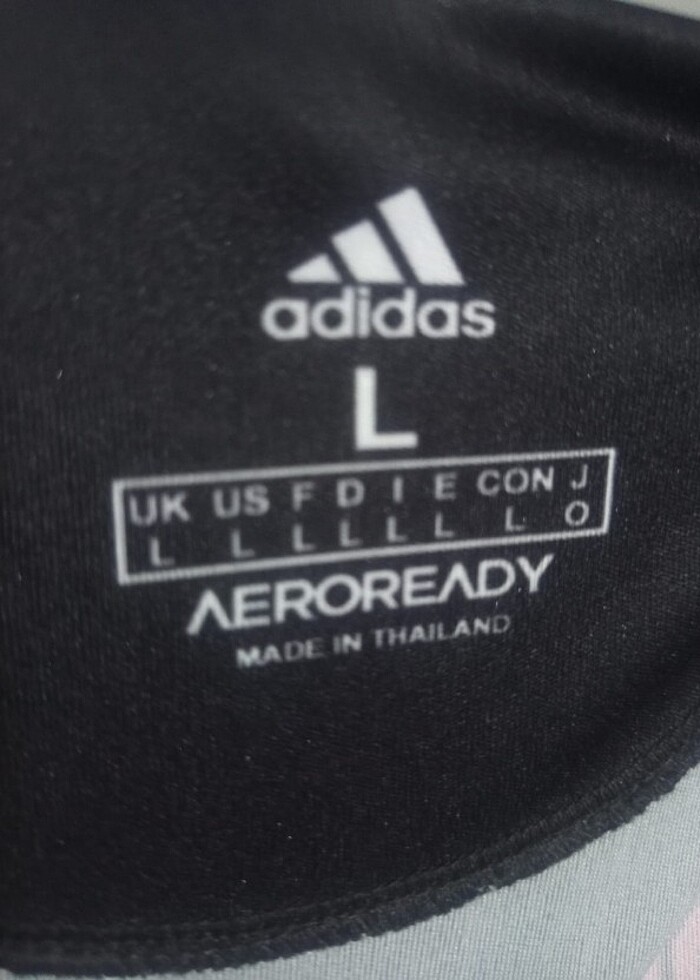 adidas
L
UK US F D I E CON J
L L L L L L L O
AEROREADY
MADE IN THAILAND